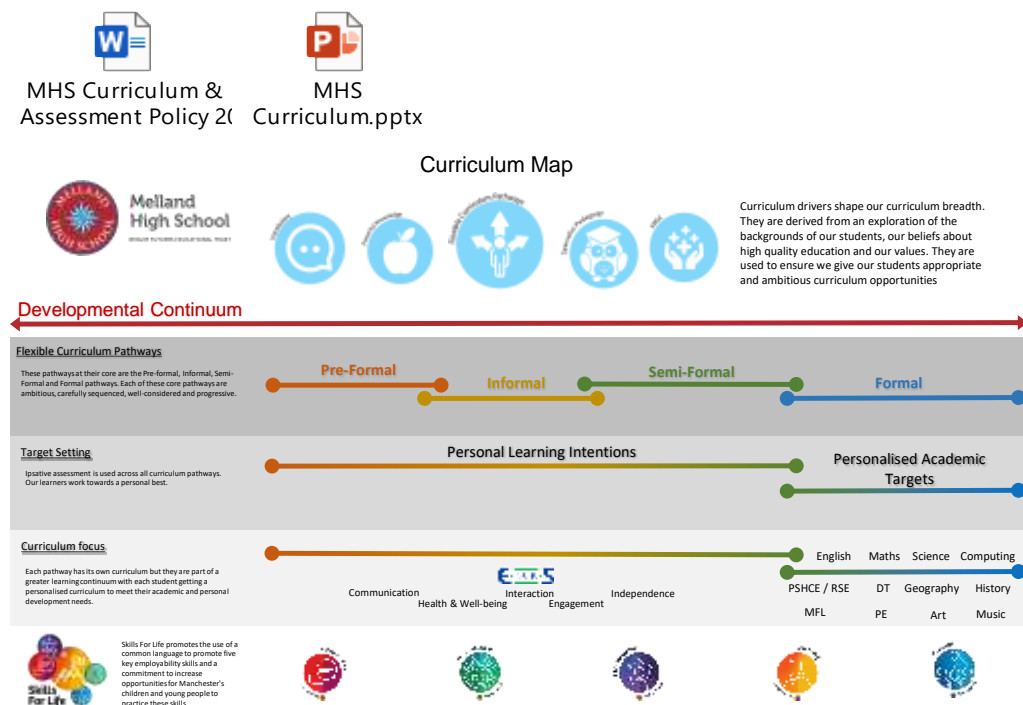 MHS Curriculum &
Assessment Policy 20
MHS
Curriculum.pptx
Curriculum Map
Melland
High School
Curriculum drivers shape our curriculum breadth.
They are derived from an exploration of the
backgrounds of our students, our beliefs about
high quality education and our values. They are
used to ensure we give our students appropriate
and ambitious curriculum opportunities
Developmental Continuum
Flexible Curriculum Pathways
These pathways at their core are the Pre-formal, Informal, Semi-
Formal and Formal pathways. Each of these core pathways are
ambitious, carefully sequenced, well-considered and progressive.
Pre-Formal
Informal
Semi-Formal
Formal
Target Setting
Ipsative assessment is used across all curriculum pathways.
Our learners work towards a personal best.
Personal Learning Intentions
Personalised Academic
Targets
Curriculum focus
Each pathway has its own curriculum but they are part of a
greater learning continuum with each student getting a
personalised curriculum to meet their academic and personal
development needs.
Communication
Interaction
Independence
Health & Well-being
Engagement
English Maths Science Computing
PSHCE / RSE DT Geography History
MFL PE Art Music
Skills
For Life
Skills For Life promotes the use of a
common language to promote five
key employability skills and a
commitment to increase
opportunities for Manchester's
children and young people to
practice these skills